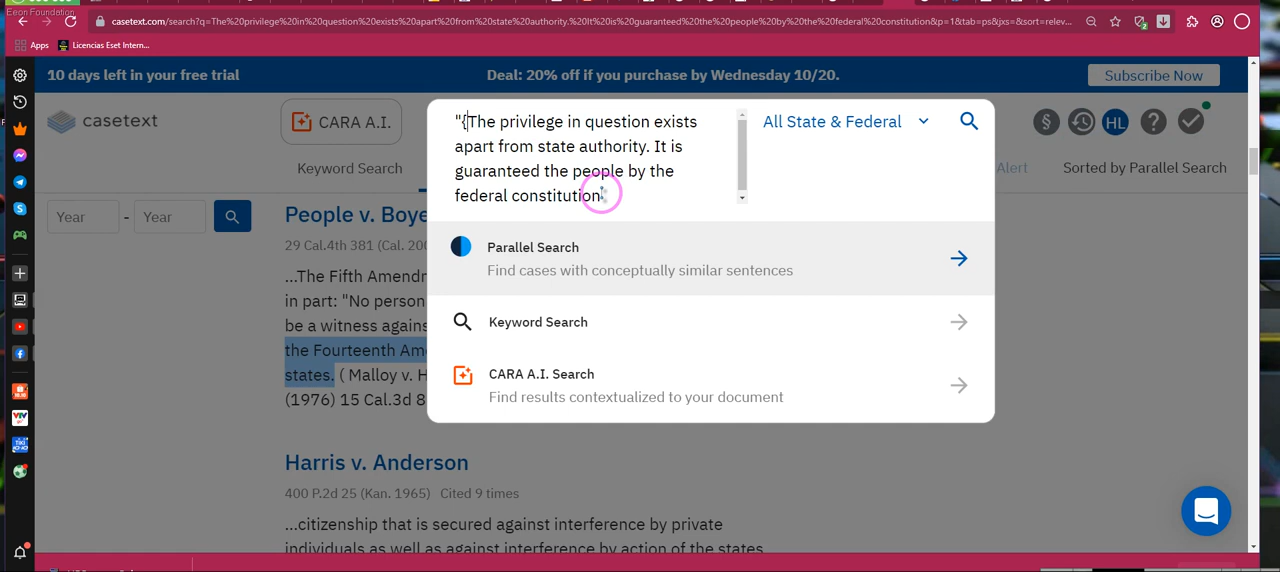 Eeon Foundation
casetext.com/search?q=The%20privilege%20in%20question%20exists%20apart%20from%20state%20authority.%20It%20is%20guaranteed%20the%20people%20by%20the%20federal%20constitution&p=1&tab=ps&jxs=&sort=relev...
Apps Licencias Eset Intern...
10 days left in your free trial Deal: 20% off if you purchase by Wednesday 10/20. Subscribe Now
casetext CARA A.I. "{The privilege in question exists All State & Federal § HL ?
apart from state authority. It is
Keyword Search guaranteed the people by the Alert Sorted by Parallel Search
federal constitution
Year - Year People v. Boye
29 Cal.4th 381 (Cal. 200 Parallel Search
Find cases with conceptually similar sentences
...The Fifth Amendm
in part: "No person
be a witness agains Keyword Search
the Fourteenth Am
states. ( Malloy v. H CARA A.I. Search
(1976) 15 Cal.3d 8 Find results contextualized to your document
Harris v. Anderson
400 P.2d 25 (Kan. 1965) Cited 9 times
...citizenship that is secured against interference by private
individuals as well as against interference by action of the states